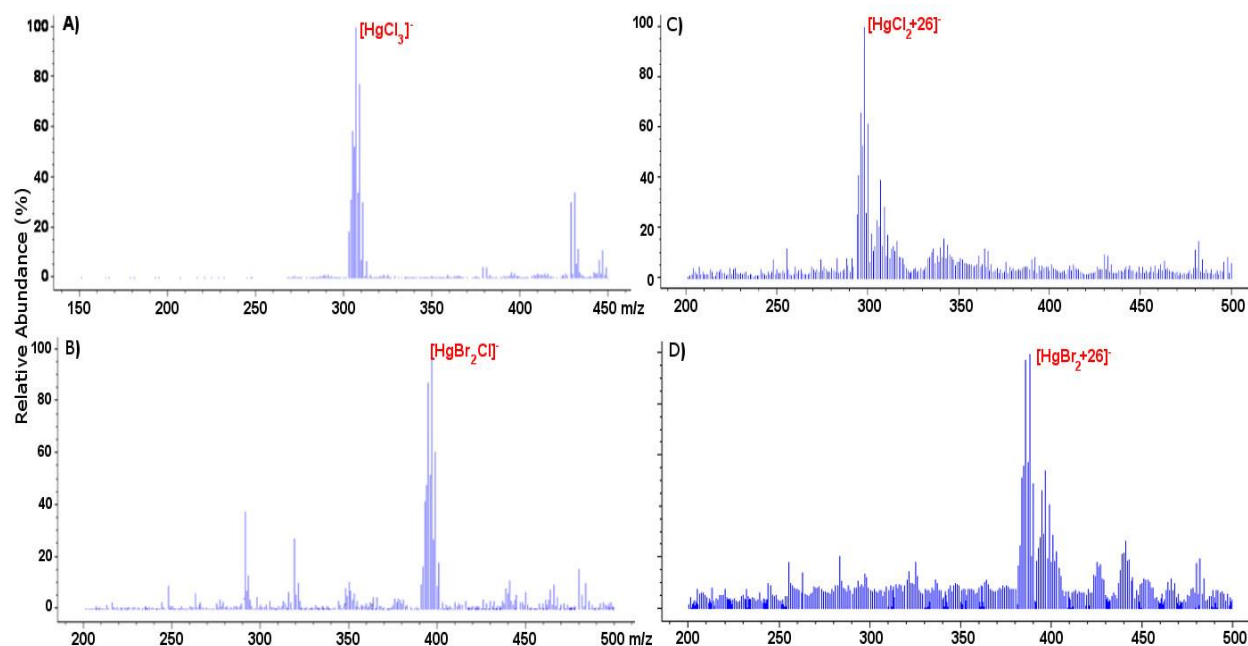 Relative Abundance (%)
A)
[HgCl3]-
100
80
60
40
20
0
150 200 250 300 350 400 450 m/z
C)
[HgCl2+26]-
100
80
60
40
20
0
200 250 300 350 400 450 500
B)
[HgBr2Cl]-
100
80
60
40
20
0
200 250 300 350 400 450 500 m/z
D)
[HgBr2+26]-
200 250 300 350 400 450 500